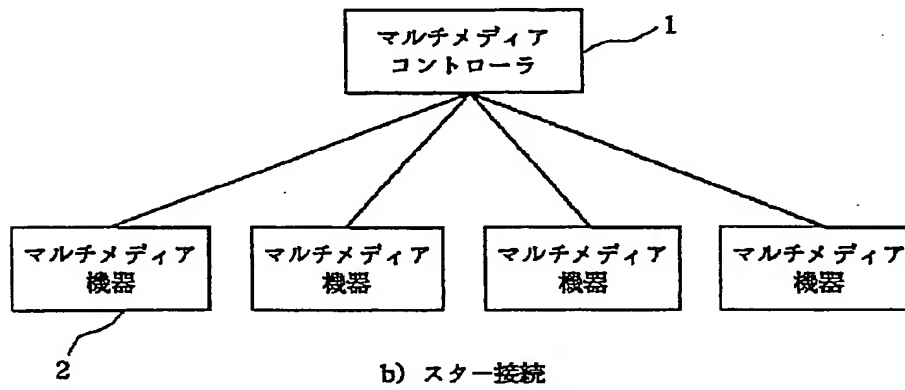 マルチメディア
コントローラ
1
マルチメディア
機器
マルチメディア
機器
マルチメディア
機器
マルチメディア
機器
2
b) スター接続